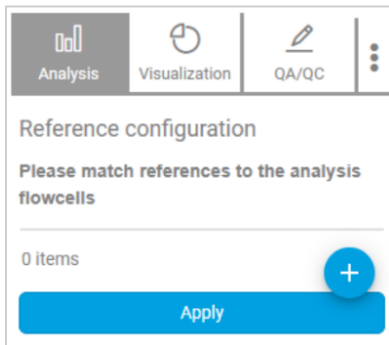 Analysis
Visualization
QA/QC
Reference configuration
Please match references to the analysis
flowcells
0 items
Apply